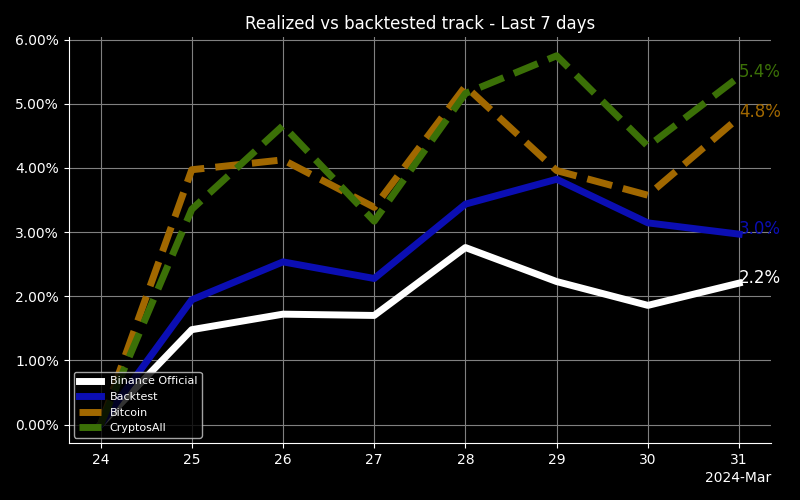 Realized vs backtested track - Last 7 days
6.00%
5.00%
4.00%
3.00%
2.00%
1.00%
0.00%
5.4%
4.8%
3.0%
2.2%
Binance Official
Backtest
Bitcoin
CryptosAll
24 25 26 27 28 29 30 31
2024-Mar